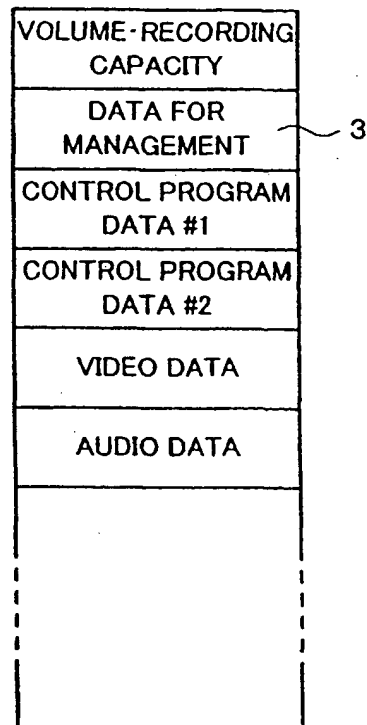 VOLUME·RECORDING
CAPACITY
DATA FOR
MANAGEMENT
3
CONTROL PROGRAM
DATA #1
CONTROL PROGRAM
DATA #2
VIDEO DATA
AUDIO DATA